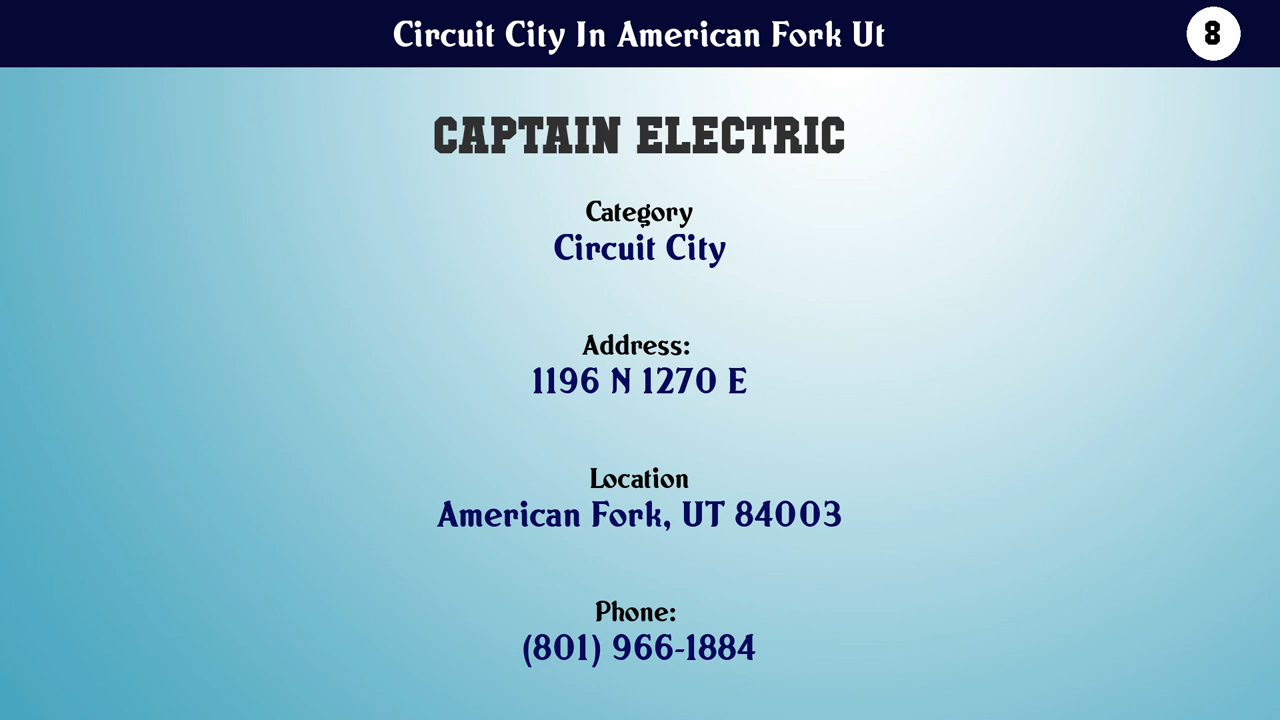 Circuit City In American Fork Ut
8
CAPTAIN ELECTRIC
Category
Circuit City
Address:
1196 N 1270 E
Location
American Fork, UT 84003
Phone:
(801) 966-1884